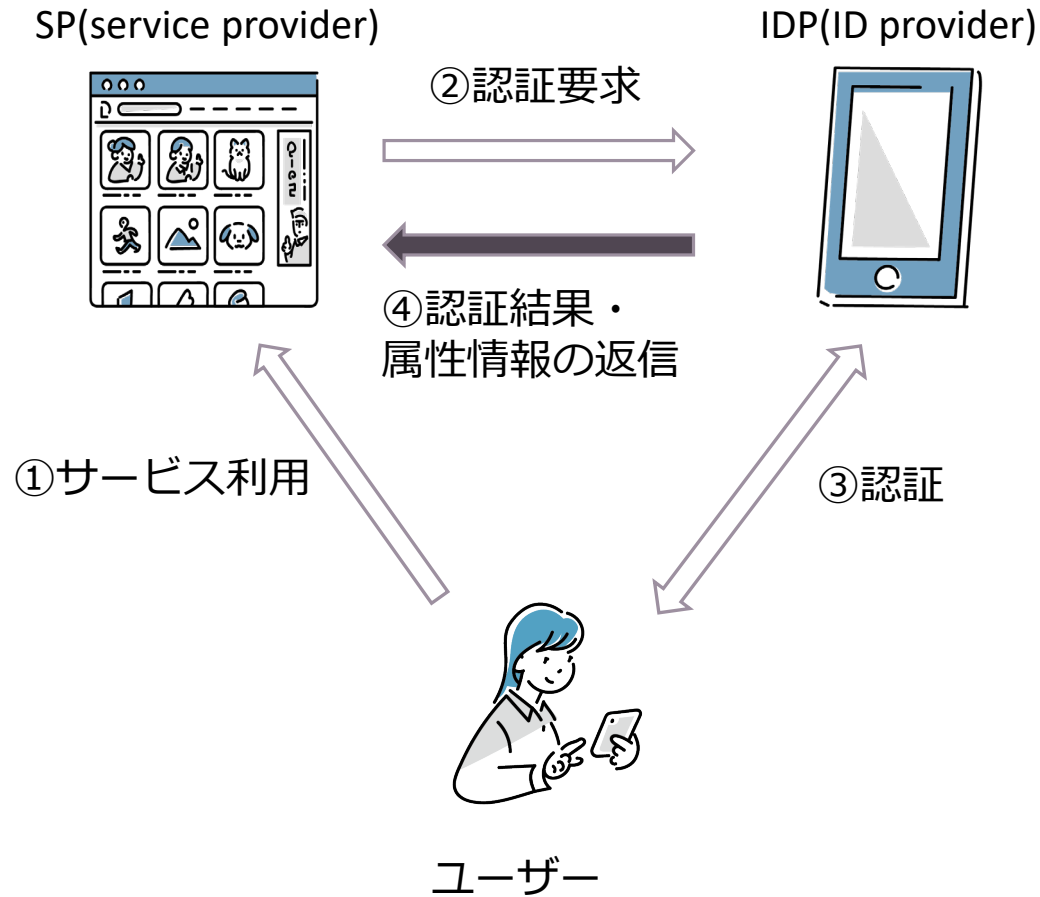 SP(service provider)
IDP(ID provider)
②認証要求
④認証結果・
属性情報の返信
①サービス利用
③認証
ユーザー